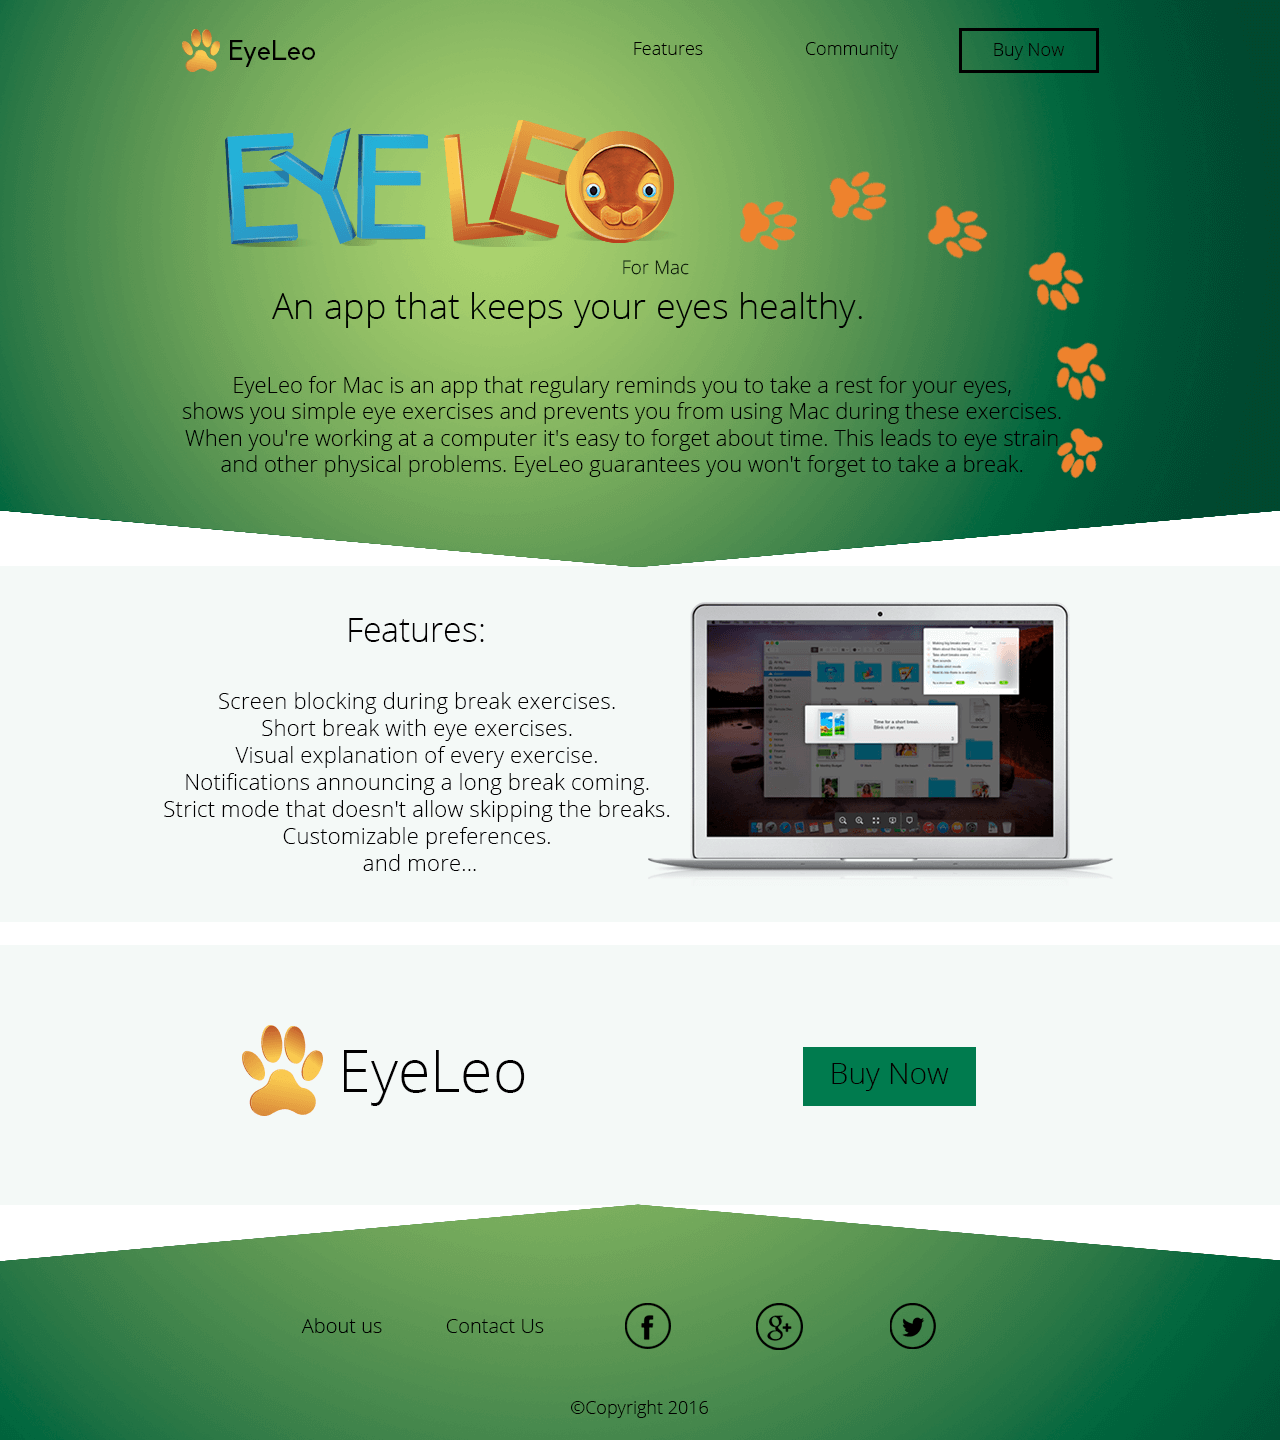 EyeLeo
Features
Community
Buy Now
EYE LEO
For Mac
An app that keeps your eyes healthy.
EyeLeo for Mac is an app that regulary reminds you to take a rest for your eyes,
shows you simple eye exercises and prevents you from using Mac during these exercises.
When you're working at a computer it's easy to forget about time. This leads to eye strain
and other physical problems. EyeLeo guarantees you won't forget to take a break.
Features:
Screen blocking during break exercises.
Short break with eye exercises.
Visual explanation of every exercise.
Notifications announcing a long break coming.
Strict mode that doesn't allow skipping the breaks.
Customizable preferences.
and more...
Time for a short break.
Blink of an eye
EyeLeo
Buy Now
About us
Contact Us
©Copyright 2016